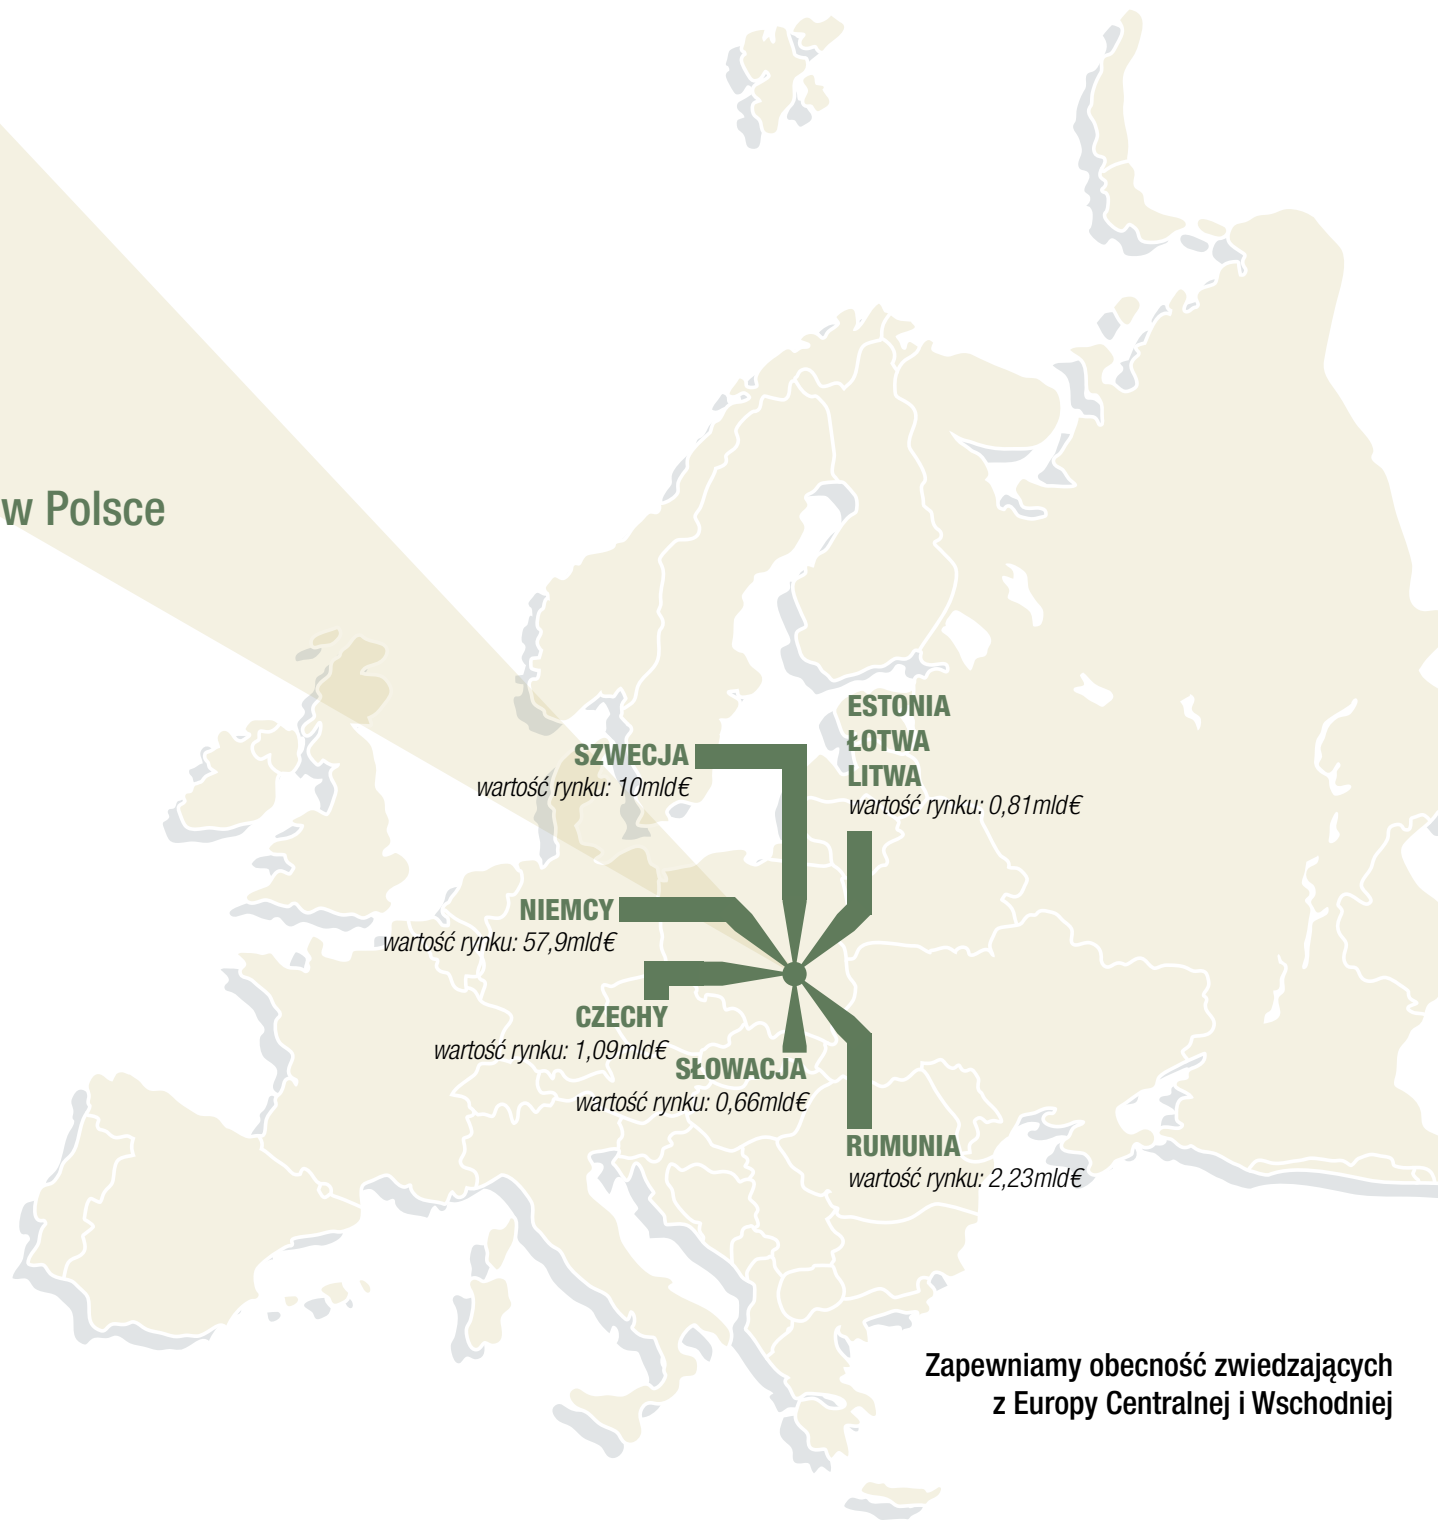 w Polsce
ESTONIA
ŁOTWA
LITWA
wartość rynku: 0,81mld€
SZWECJA
wartość rynku: 10mld€
NIEMCY
wartość rynku: 57,9mld€
CZECHY
wartość rynku: 1,09mld€
SŁOWACJA
wartość rynku: 0,66mld€
RUMUNIA
wartość rynku: 2,23mld€
Zapewniamy obecność zwiedzających
z Europy Centralnej i Wschodniej